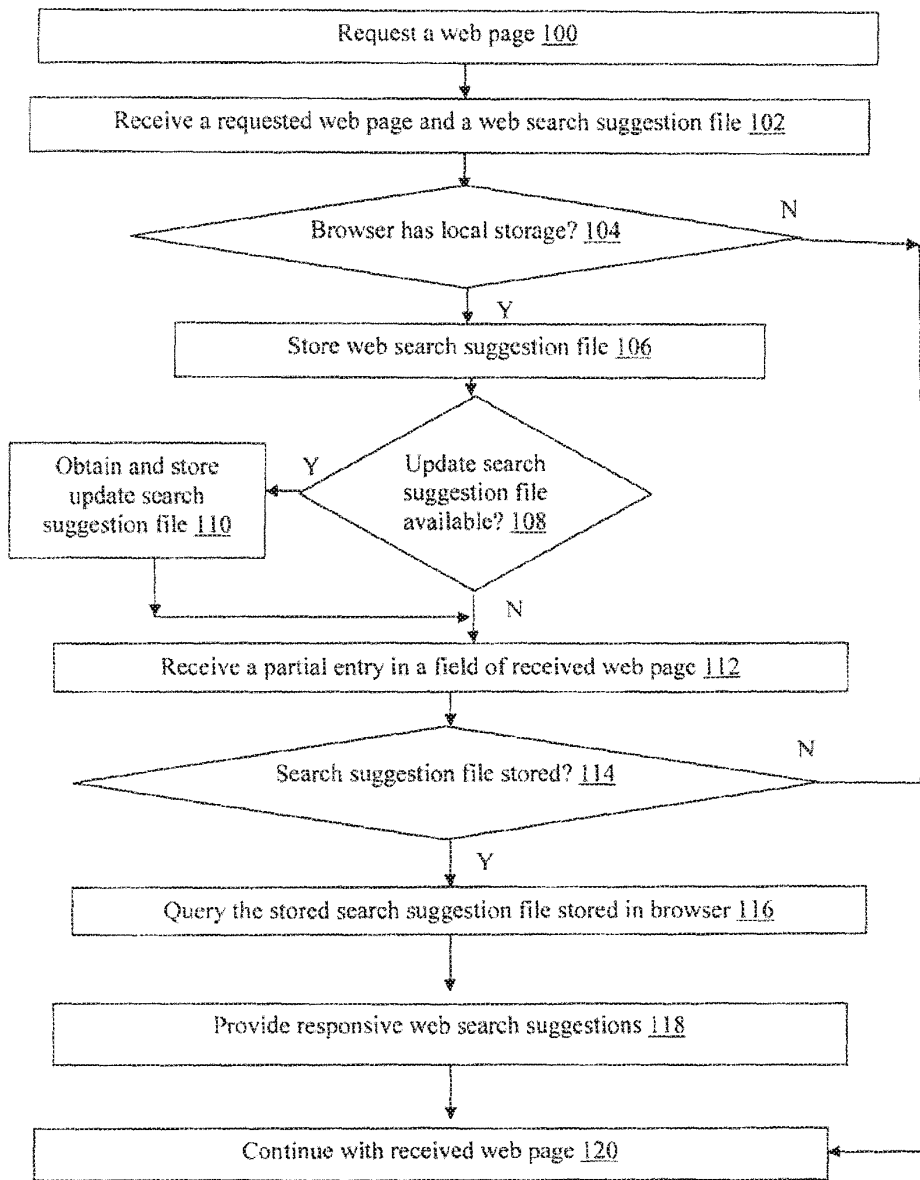 Request a web page 100
Receive a requested web page and a web search suggestion file 102
Browser has local storage? 104
N
Y
Store web search suggestion file 106
Obtain and store
update search
suggestion file 110
Y
Update search
suggestion file
available? 108
N
Receive a partial entry in a field of received web page 112
Search suggestion file stored? 114
N
Y
Query the stored search suggestion file stored in browser 116
Provide responsive web search suggestions 118
Continue with received web page 120